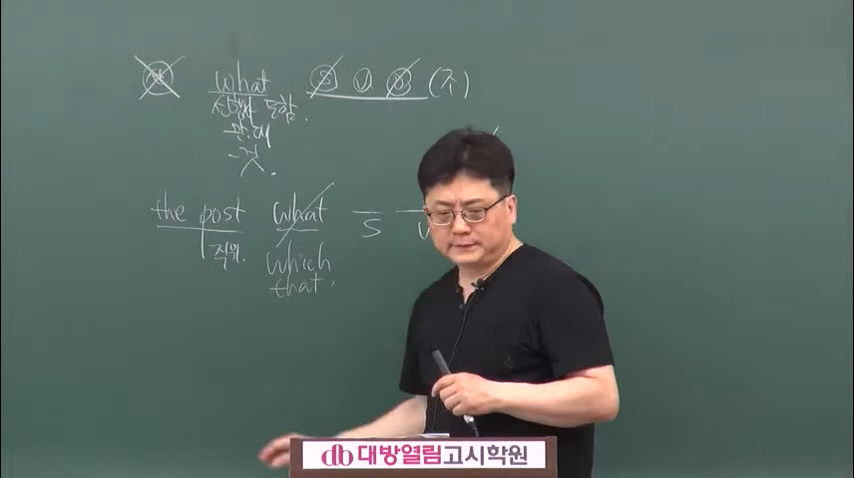 what S V O (주)
선행사 포함.
- 것.
the post what S V
직위. which
that
대방열림고시학원